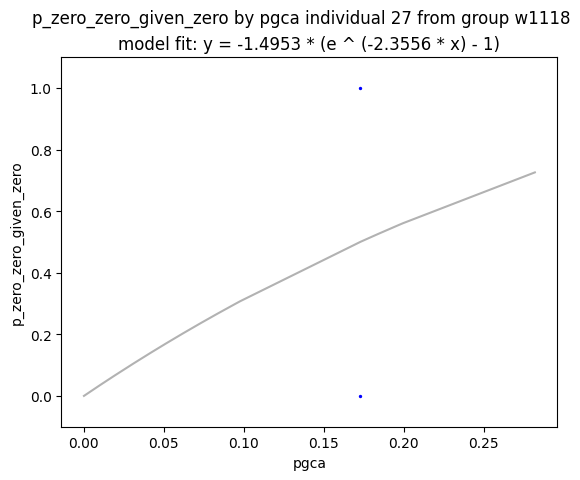 p_zero_zero_given_zero by pgca individual 27 from group w1118
model fit: y = -1.4953 * (e ^ (-2.3556 * x) - 1)
1.0
0.8
0.6
0.4
0.2
0.0
p_zero_zero_given_zero
0.00 0.05 0.10 0.15 0.20 0.25
pgca